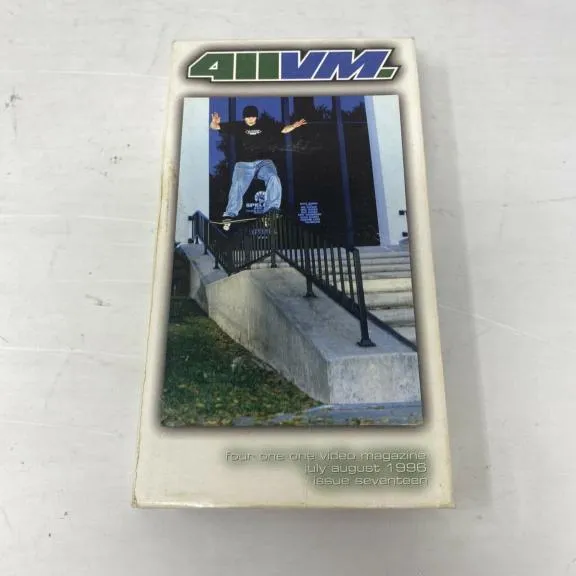 411VM.
four one one video magazine
july august 1996
issue seventeen